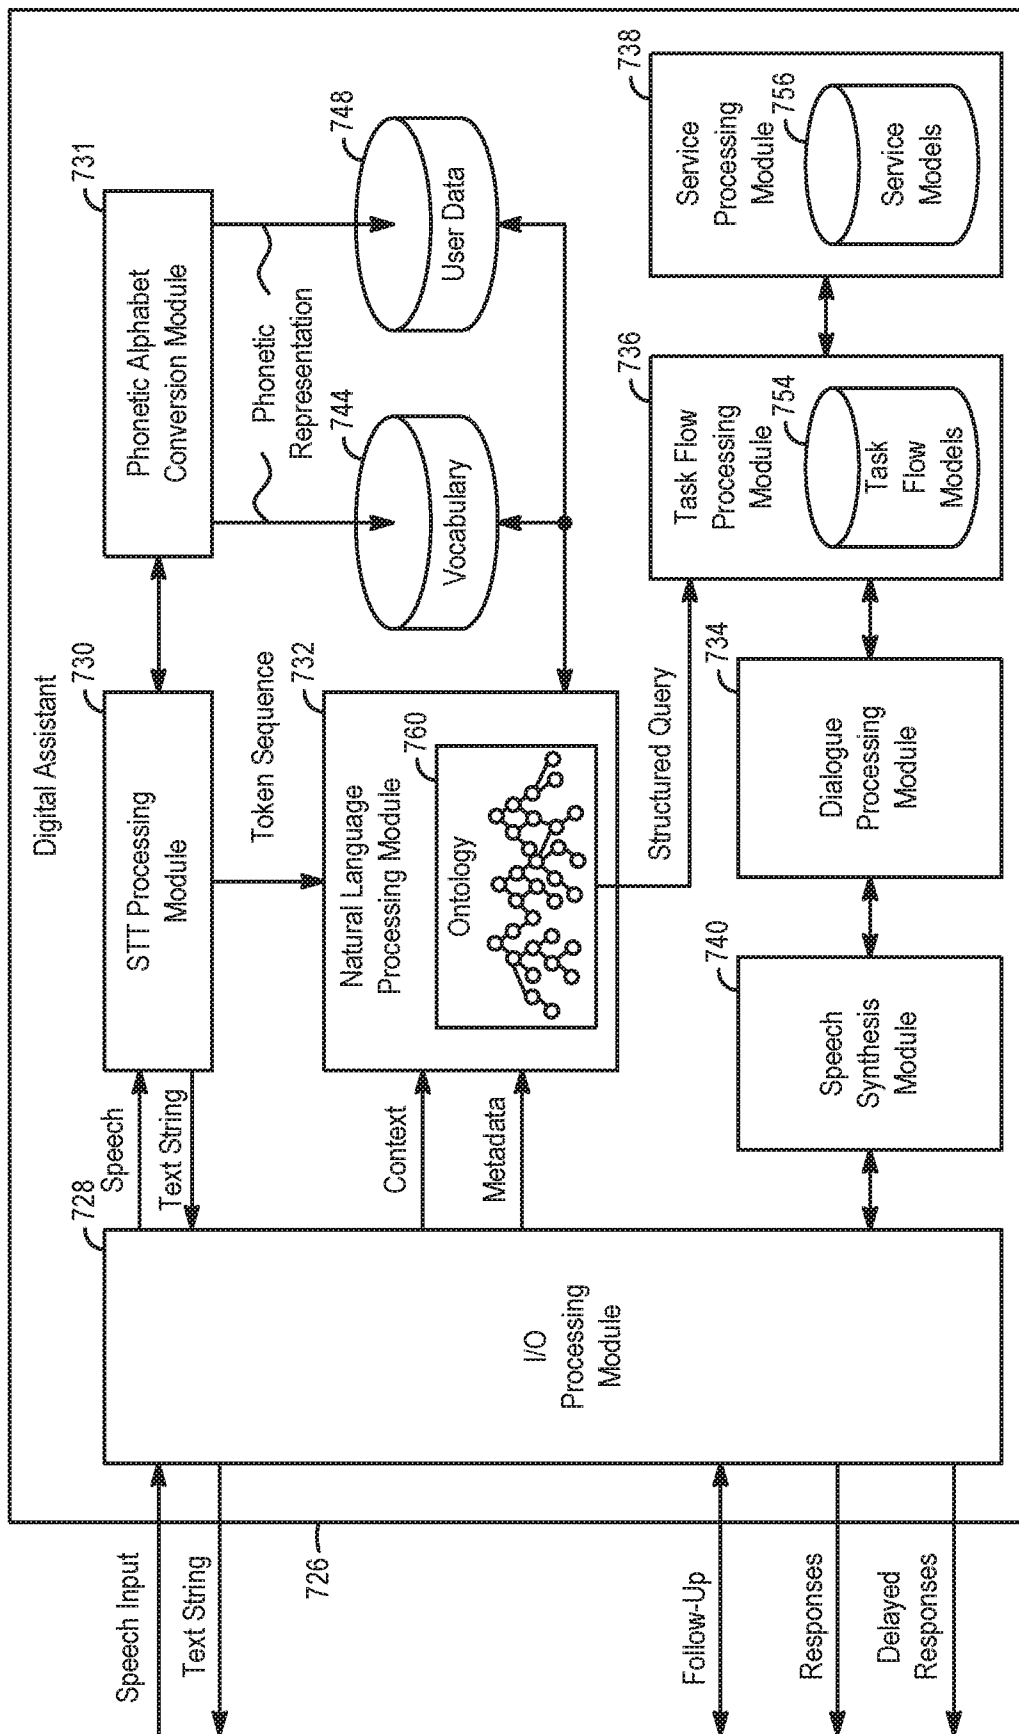 Digital Assistant
726
Speech Input
Text String
Follow-Up
Responses
Delayed
Responses
728
I/O
Processing
Module
Speech
Text String
Context
Metadata
730
STT Processing
Module
Token Sequence
732
Natural Language
Processing Module
760
Ontology
Structured Query
731
Phonetic Alphabet
Conversion Module
Phonetic
Representation
744
Vocabulary
748
User Data
740
Speech
Synthesis
Module
734
Dialogue
Processing
Module
736
Task Flow
Processing
Module
754
Task
Flow
Models
738
Service
Processing
Module
756
Service
Models